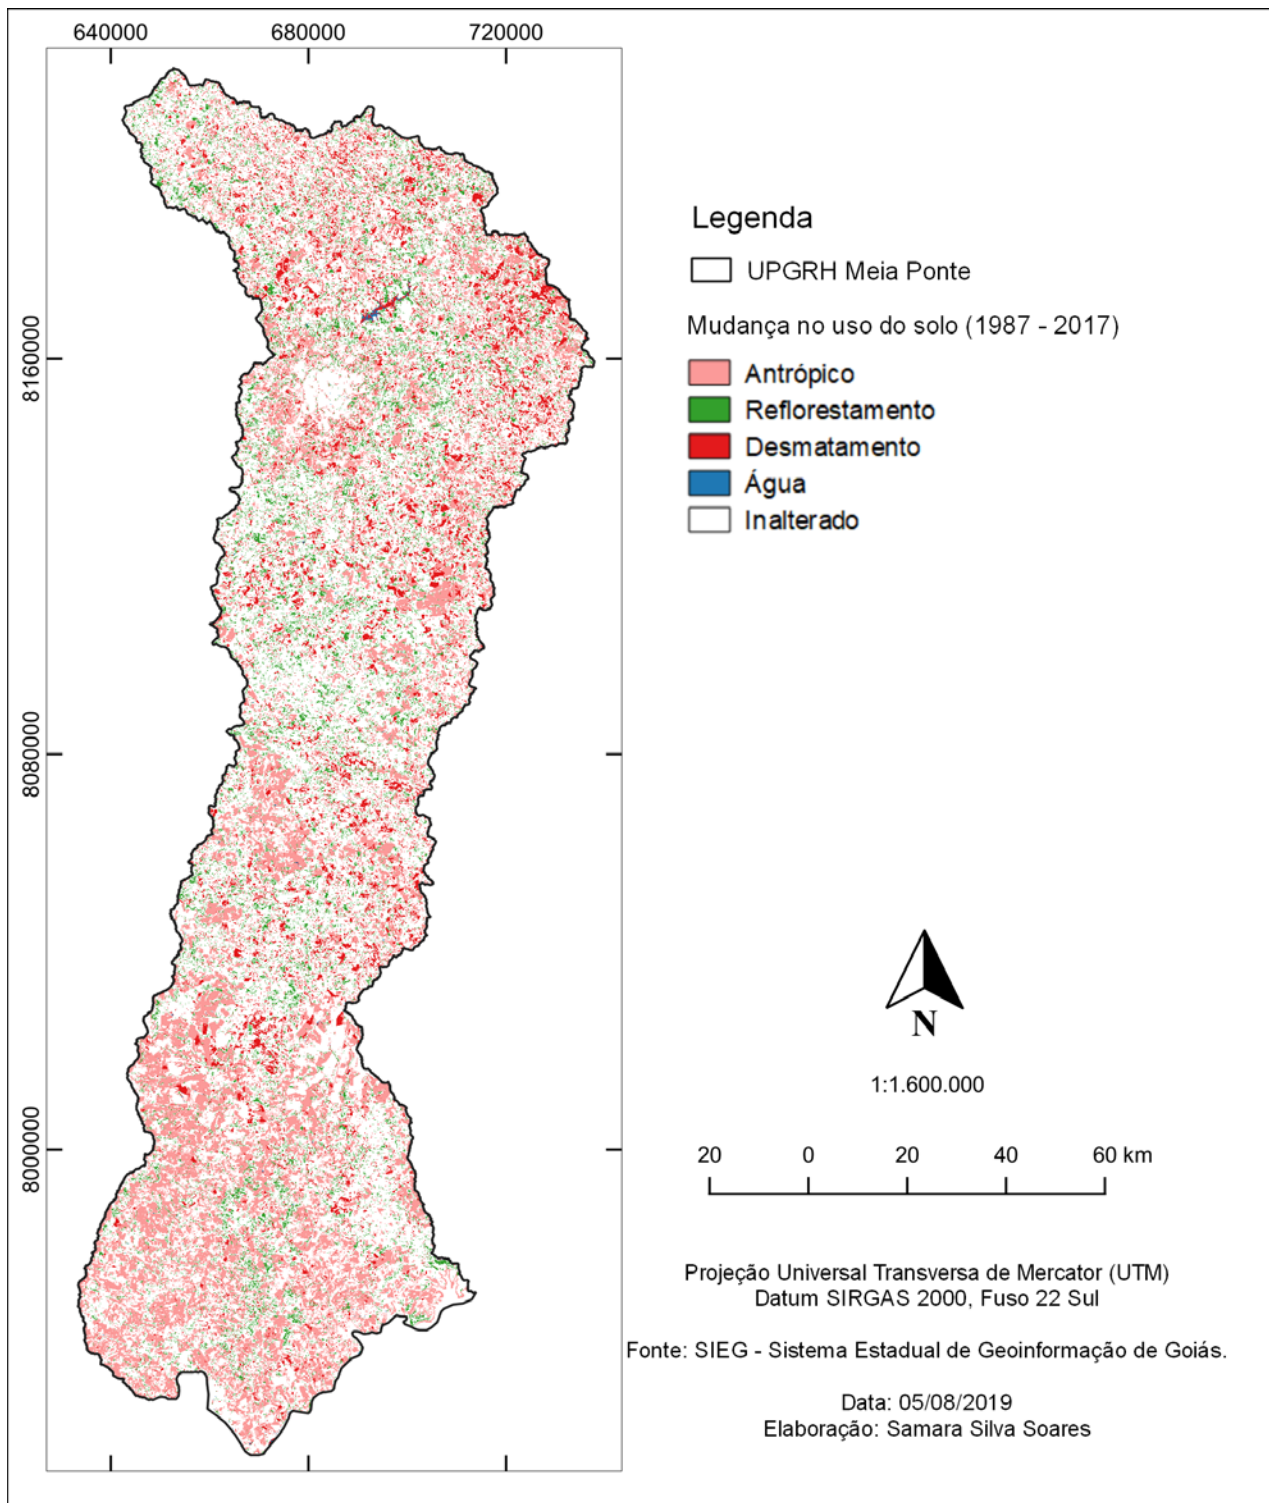 640000 680000 720000
8160000
8080000
8000000
Legenda
UPGRH Meia Ponte
Mudança no uso do solo (1987 - 2017)
Antrópico
Reflorestamento
Desmatamento
Água
Inalterado
N
1:1.600.000
20 0 20 40 60 km
Projeção Universal Transversa de Mercator (UTM)
Datum SIRGAS 2000, Fuso 22 Sul
Fonte: SIEG - Sistema Estadual de Geoinformação de Goiás.
Data: 05/08/2019
Elaboração: Samara Silva Soares